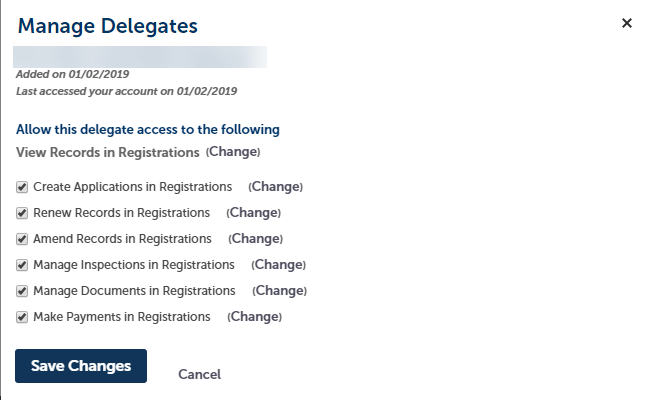 Manage Delegates
×
Added on 01/02/2019
Last accessed your account on 01/02/2019
Allow this delegate access to the following
View Records in Registrations (Change)
Create Applications in Registrations (Change)
Renew Records in Registrations (Change)
Amend Records in Registrations (Change)
Manage Inspections in Registrations (Change)
Manage Documents in Registrations (Change)
Make Payments in Registrations (Change)
Save Changes Cancel